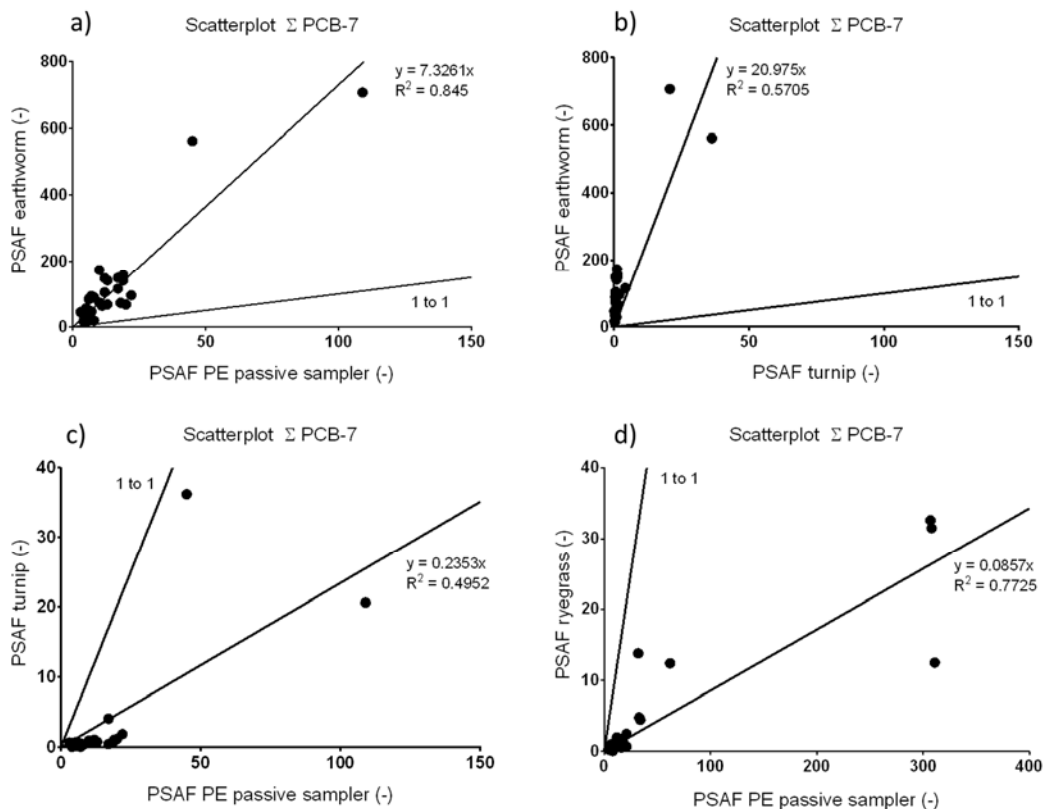 a)
Scatterplot Σ PCB-7
800
600
400
200
0
0
50
100
150
PSAF earthworm (-)
PSAF PE passive sampler (-)
y = 7.3261x
R² = 0.845
1 to 1
b)
Scatterplot Σ PCB-7
800
600
400
200
0
0
50
100
150
PSAF earthworm (-)
PSAF turnip (-)
y = 20.975x
R² = 0.5705
1 to 1
c)
Scatterplot Σ PCB-7
40
30
20
10
0
0
50
100
150
PSAF turnip (-)
PSAF PE passive sampler (-)
1 to 1
y = 0.2353x
R² = 0.4952
d)
Scatterplot Σ PCB-7
40
30
20
10
0
0
100
200
300
400
PSAF ryegrass (-)
PSAF PE passive sampler (-)
1 to 1
y = 0.0857x
R² = 0.7725